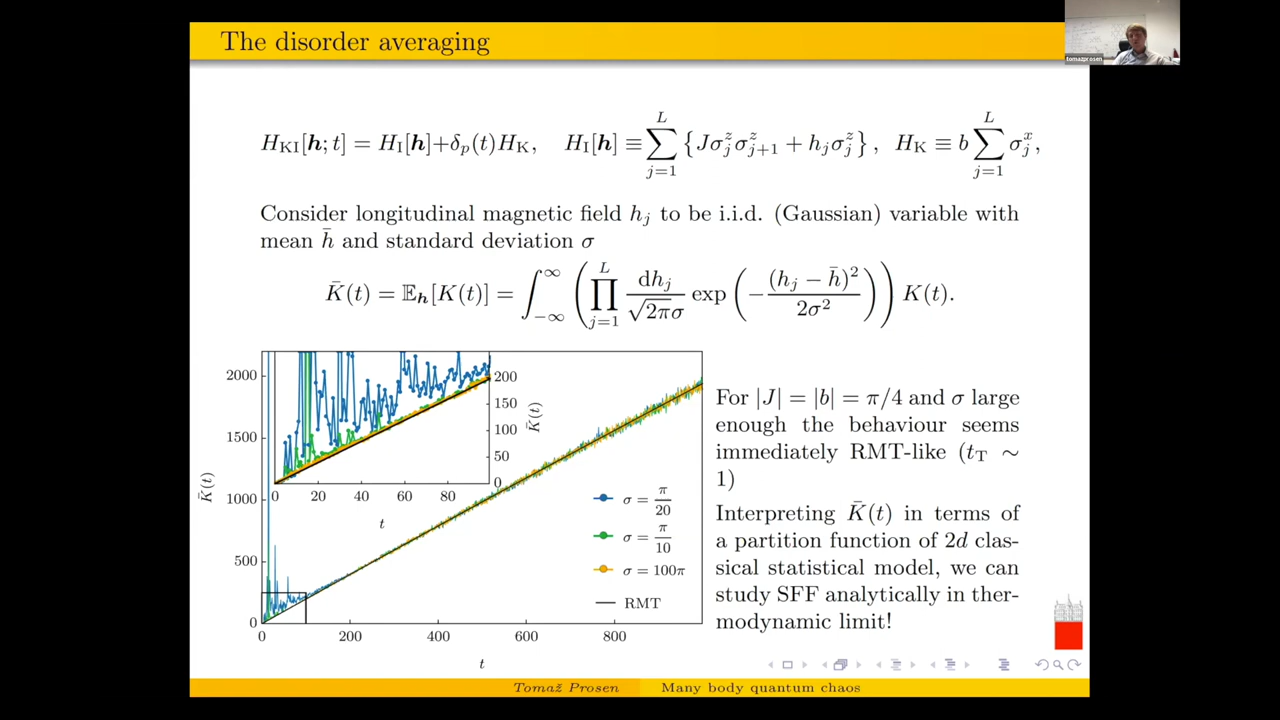 The disorder averaging
tomazprosen
H_KI[h; t] = H_I[h]+δ_p(t)H_K,   H_I[h] ≡ ∑_{j=1}^{L} {Jσ_j^z σ_{j+1}^z + h_j σ_j^z},   H_K ≡ b ∑_{j=1}^{L} σ_j^x,
Consider longitudinal magnetic field h_j to be i.i.d. (Gaussian) variable with
mean h̄ and standard deviation σ
K̄(t) = 𝔼_h[K(t)] = ∫_{−∞}^{∞} (∏_{j=1}^{L} dh_j/(√2π σ) exp(−(h_j − h̄)²/2σ²)) K(t).
2000
1500
1000
500
0
K̄(t)
0 200 400 600 800
t
200
150
100
50
0
K̄(t)
0 20 40 60 80
t
σ = π/20
σ = π/10
σ = 100π
RMT
For |J| = |b| = π/4 and σ large
enough the behaviour seems
immediately RMT-like (t_T ∼
1)
Interpreting K̄(t) in terms of
a partition function of 2d clas-
sical statistical model, we can
study SFF analytically in ther-
modynamic limit!
Tomaž Prosen Many body quantum chaos